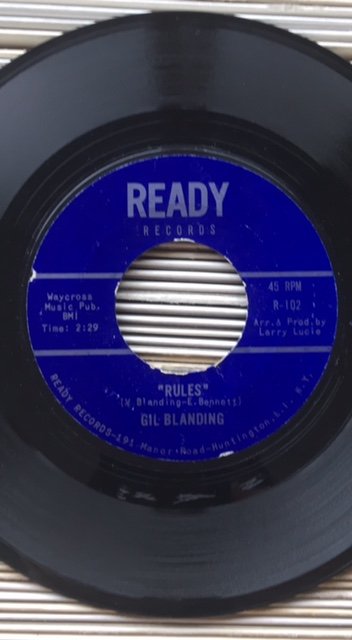 READY
RECORDS
Waycross
Music Pub.
BMI
Time: 2:29
45 RPM
R-102
Arr.& Prod.by
Larry Lucie
"RULES"
(V. Blanding-E. Bennett)
GIL BLANDING
READY RECORDS-191 Manor Road-Huntington,L.I. N.Y.